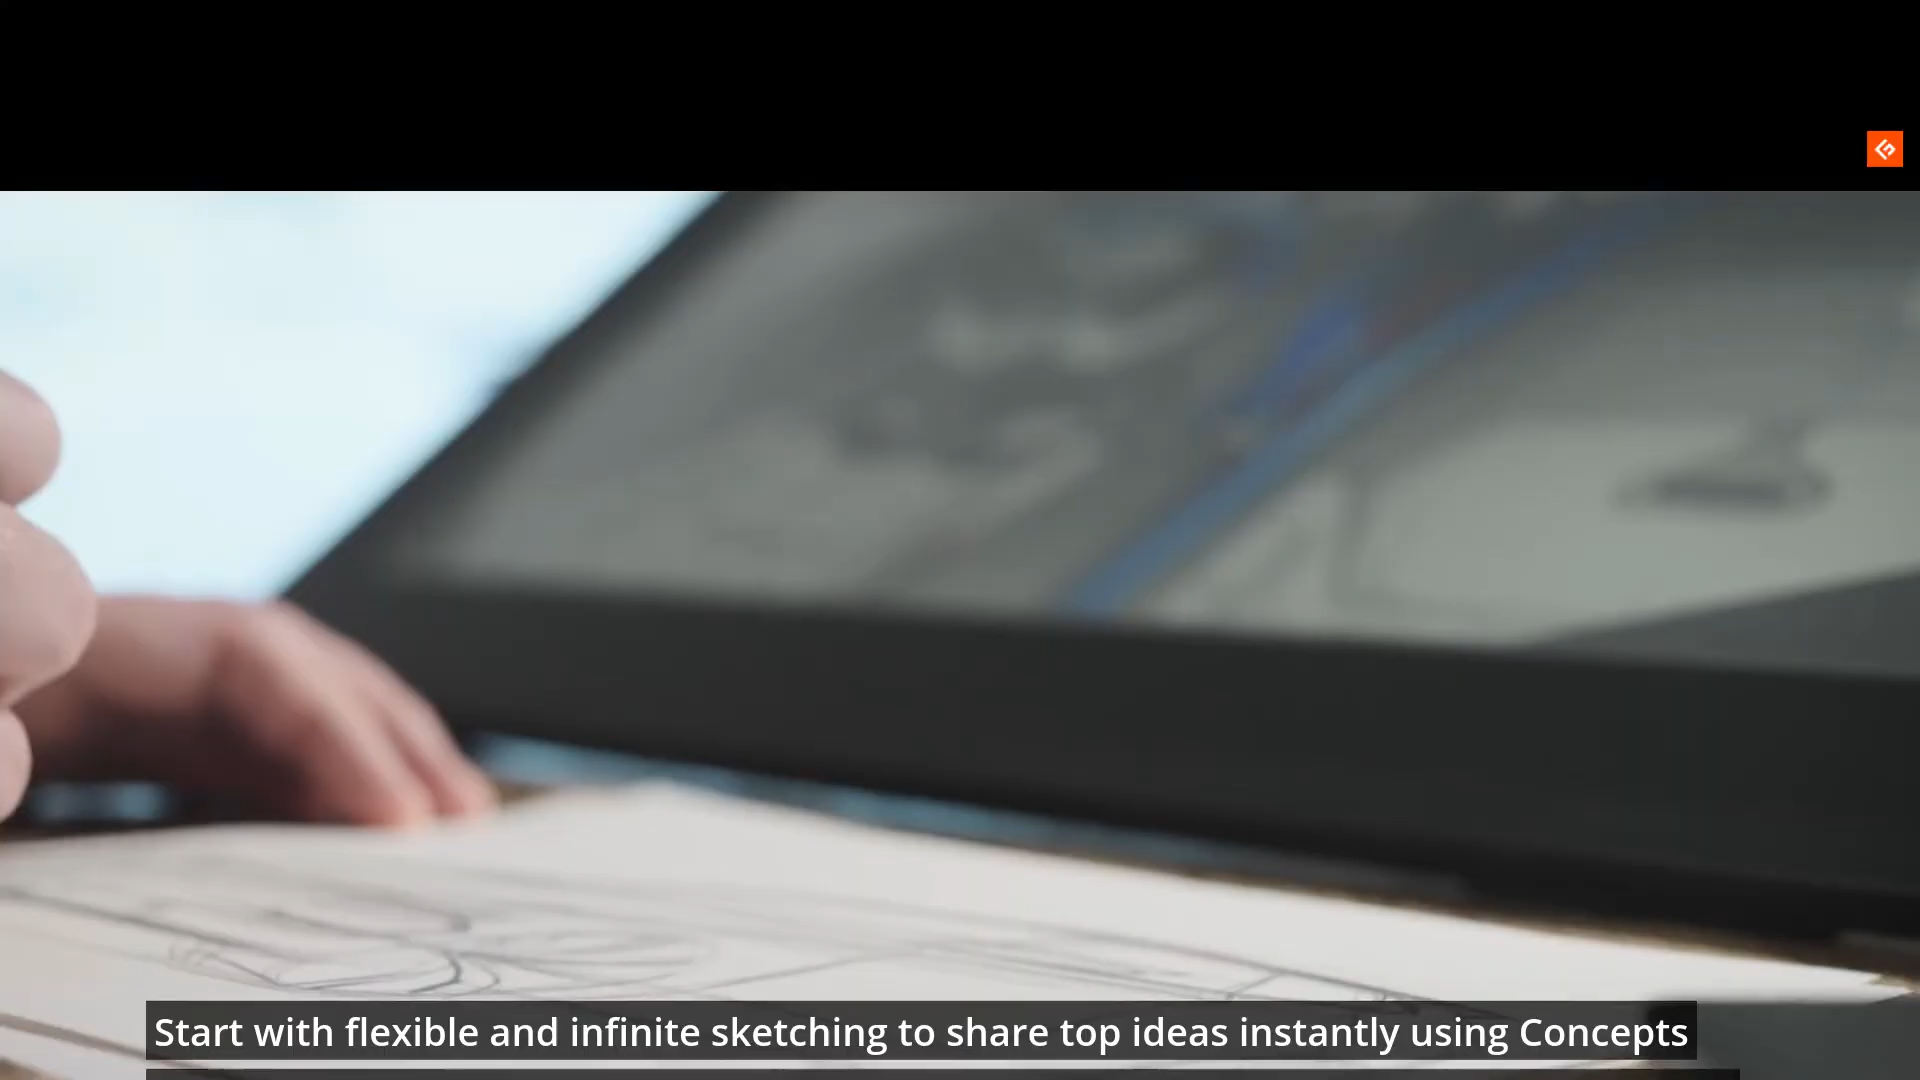 Start with flexible and infinite sketching to share top ideas instantly using Concepts